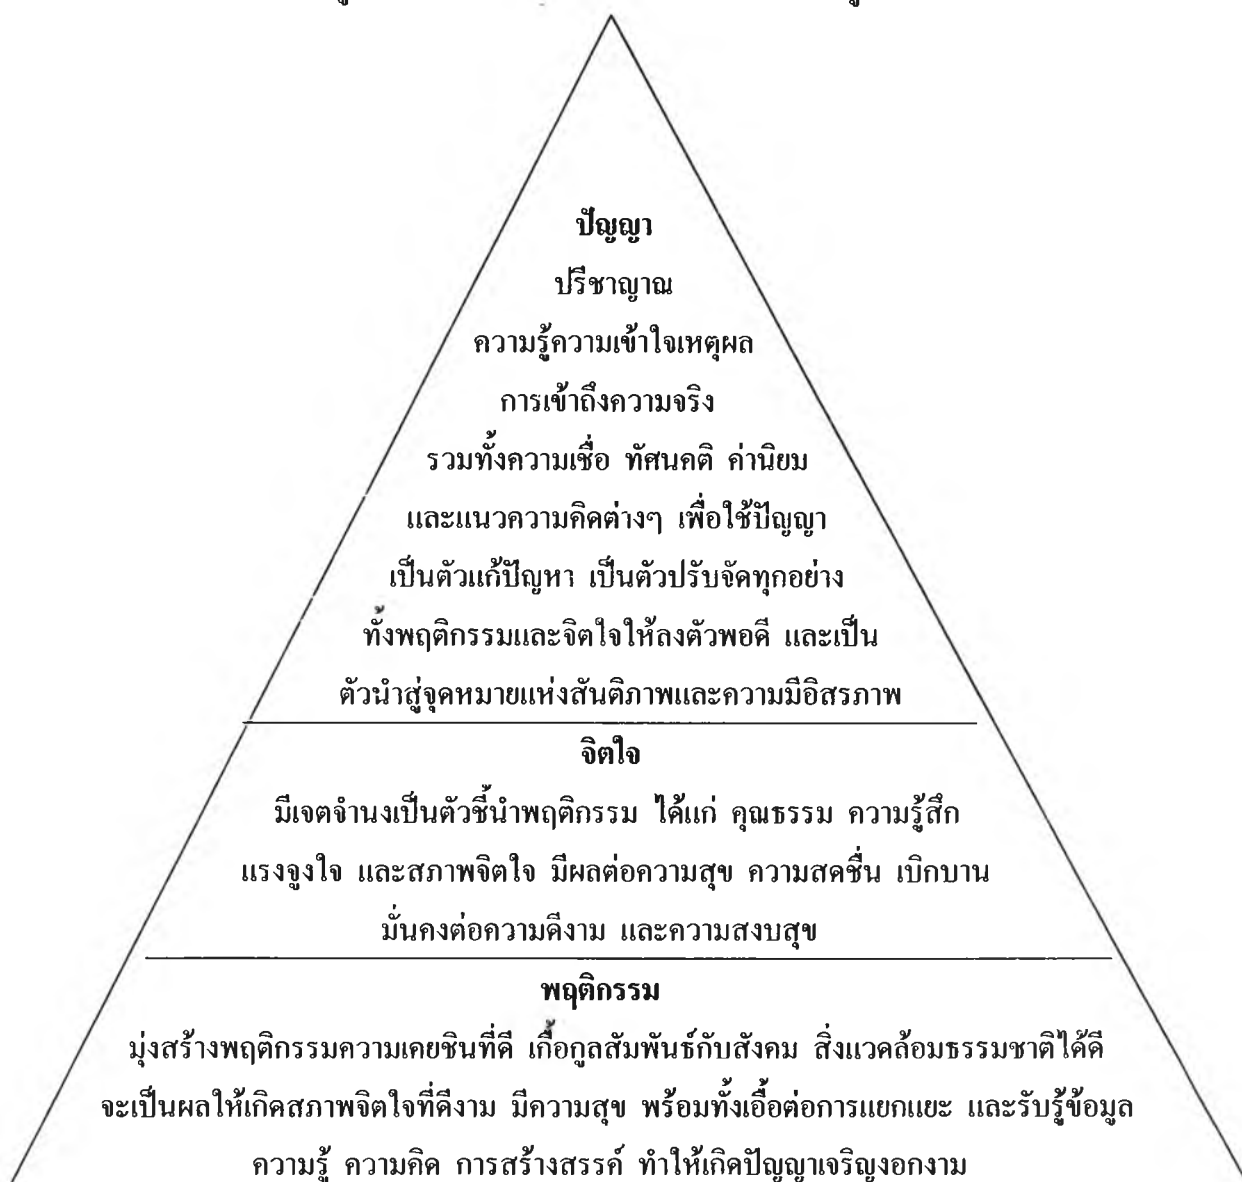 ปัญญา
ปรีชาญาณ
ความรู้ความเข้าใจเหตุผล
การเข้าถึงความจริง
รวมทั้งความเชื่อ ทัศนคติ ค่านิยม
และแนวความคิดต่างๆ เพื่อใช้ปัญญา
เป็นตัวแก้ปัญหา เป็นตัวปรับจัดทุกอย่าง
ทั้งพฤติกรรมและจิตใจให้ลงตัวพอดี และเป็น
ตัวนำสู่จุดหมายแห่งสันติภาพและความมีอิสรภาพ
จิตใจ
มีเจตจำนงเป็นตัวชี้นำพฤติกรรม ได้แก่ คุณธรรม ความรู้สึก
แรงจูงใจ และสภาพจิตใจ มีผลต่อความสุข ความสดชื่น เบิกบาน
มั่นคงต่อความดีงาม และความสงบสุข
พฤติกรรม
มุ่งสร้างพฤติกรรมความเคยชินที่ดี เกื้อกูลสัมพันธ์กับสังคม สิ่งแวดล้อมธรรมชาติได้ดี
จะเป็นผลให้เกิดสภาพจิตใจที่ดีงาม มีความสุข พร้อมทั้งเอื้อต่อการแยกแยะ และรับรู้ข้อมูล
ความรู้ ความคิด การสร้างสรรค์ ทำให้เกิดปัญญาเจริญงอกงาม